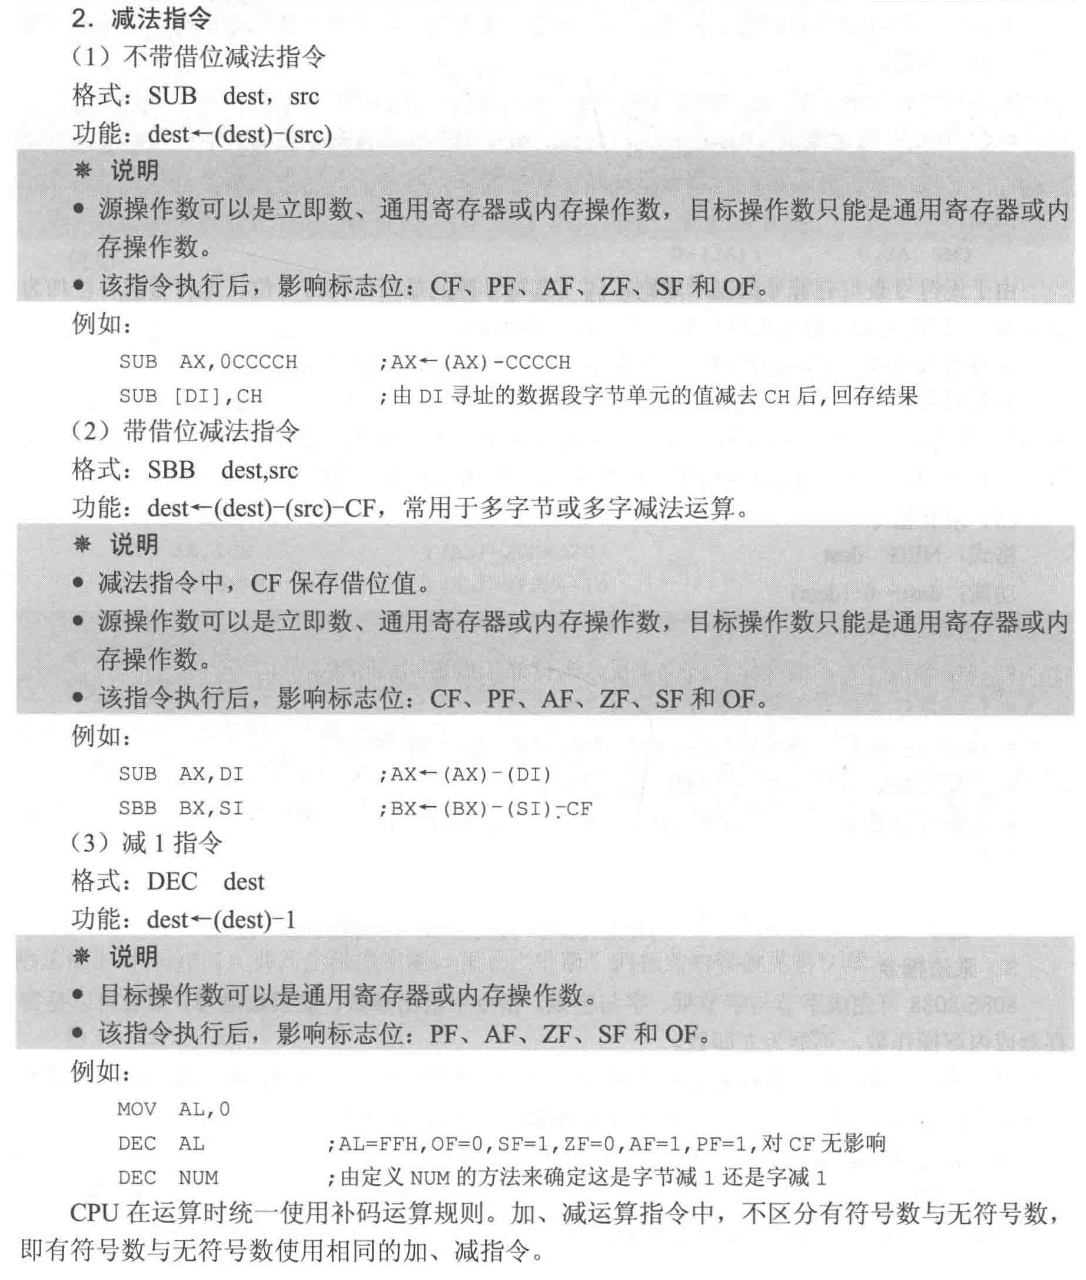 2. 减法指令
（1）不带借位减法指令
格式：SUB dest，src
功能：dest←(dest)-(src)
※ 说明
● 源操作数可以是立即数、通用寄存器或内存操作数，目标操作数只能是通用寄存器或内
存操作数。
● 该指令执行后，影响标志位：CF、PF、AF、ZF、SF 和 OF。
例如：
SUB AX,0CCCCH ;AX←(AX)-CCCCH
SUB [DI],CH ;由 DI 寻址的数据段字节单元的值减去 CH 后,回存结果
（2）带借位减法指令
格式：SBB dest,src
功能：dest←(dest)-(src)-CF，常用于多字节或多字减法运算。
※ 说明
● 减法指令中，CF 保存借位值。
● 源操作数可以是立即数、通用寄存器或内存操作数，目标操作数只能是通用寄存器或内
存操作数。
● 该指令执行后，影响标志位：CF、PF、AF、ZF、SF 和 OF。
例如：
SUB AX,DI ;AX←(AX)-(DI)
SBB BX,SI ;BX←(BX)-(SI)-CF
（3）减 1 指令
格式：DEC dest
功能：dest←(dest)-1
※ 说明
● 目标操作数可以是通用寄存器或内存操作数。
● 该指令执行后，影响标志位：PF、AF、ZF、SF 和 OF。
例如：
MOV AL,0
DEC AL ;AL=FFH,OF=0,SF=1,ZF=0,AF=1,PF=1,对 CF 无影响
DEC NUM ;由定义 NUM 的方法来确定这是字节减 1 还是字减 1
CPU 在运算时统一使用补码运算规则。加、减运算指令中，不区分有符号数与无符号数，
即有符号数与无符号数使用相同的加、减指令。